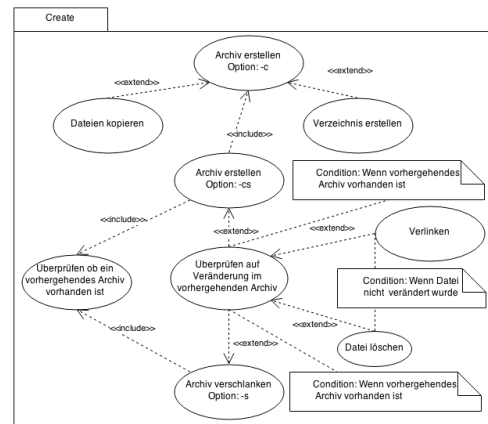 Create
Archiv erstellen
Option: -c
<<extend>>
<<extend>>
Dateien kopieren
Verzeichnis erstellen
<<include>>
Archiv erstellen
Option: -cs
Condition: Wenn vorhergehendes
Archiv vorhanden ist
<<include>>
<<extend>>
<<extend>>
Verlinken
Überprüfen ob ein
vorhergehendes Archiv
vorhanden ist
Überprüfen auf
Veränderung im
vorhergehenden Archiv
Condition: Wenn Datei
nicht verändert wurde
<<include>>
<<extend>>
<<extend>>
Datei löschen
Archiv verschlanken
Option: -s
Condition: Wenn vorhergehendes
Archiv vorhanden ist